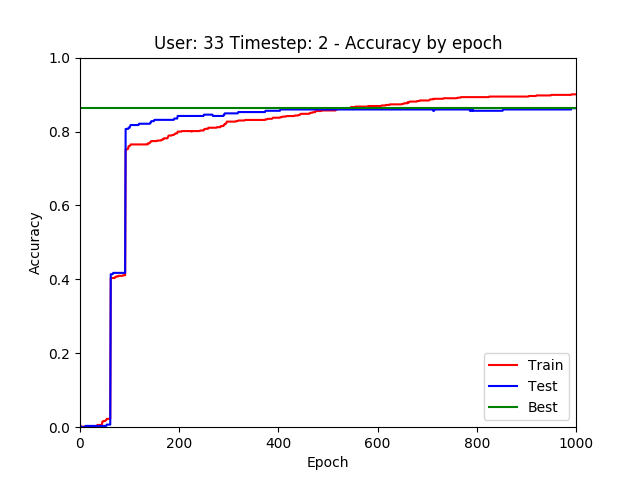 User: 33 Timestep: 2 - Accuracy by epoch
1.0
0.8
0.6
0.4
0.2
0.0
Accuracy
Train
Test
Best
0 200 400 600 800 1000
Epoch